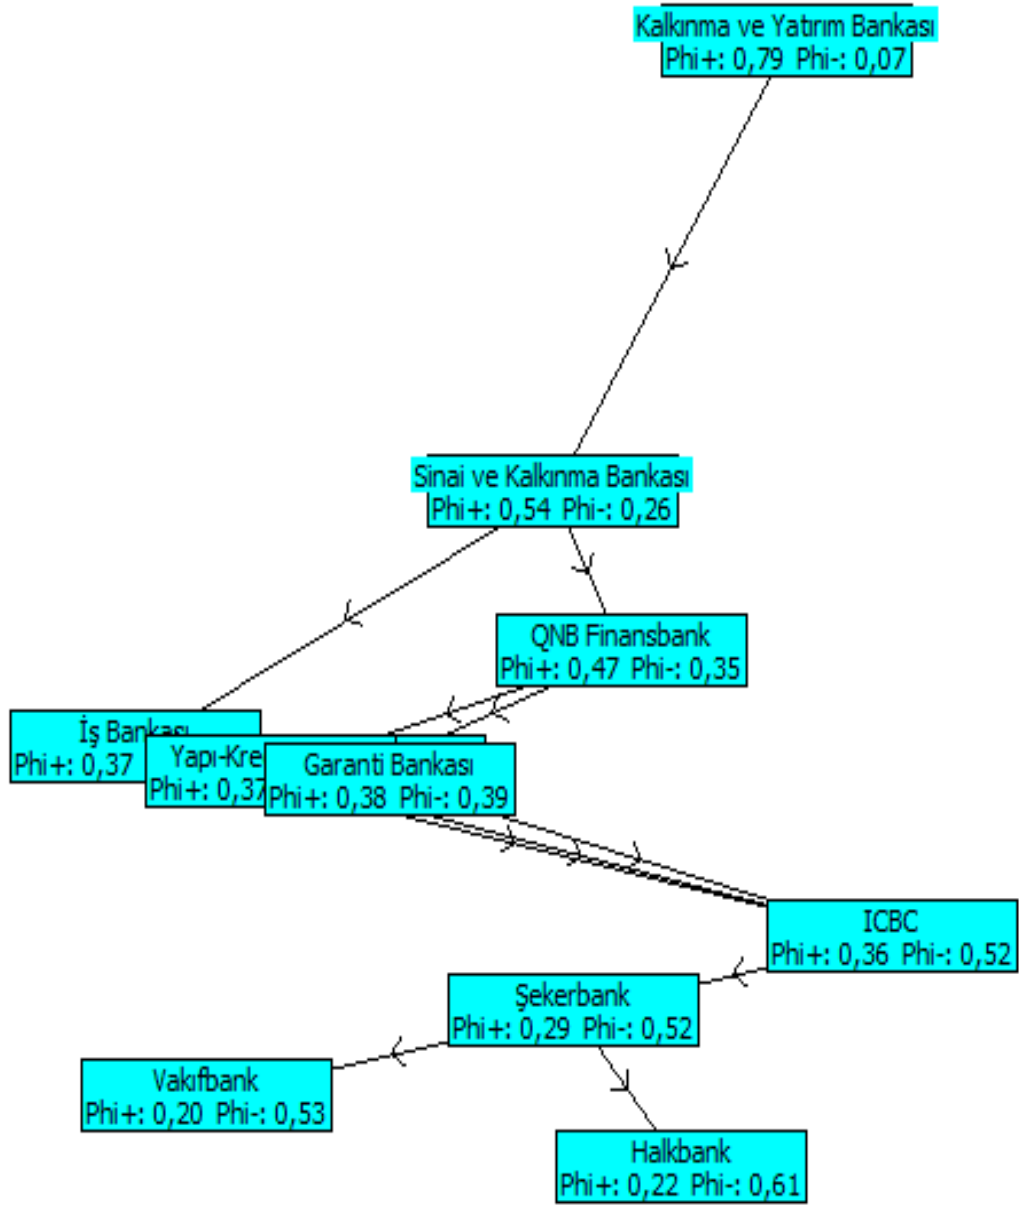 Kalkınma ve Yatırım Bankası
Phi+: 0,79 Phi-: 0,07
Sinai ve Kalkınma Bankası
Phi+: 0,54 Phi-: 0,26
QNB Finansbank
Phi+: 0,47 Phi-: 0,35
İş Bankası
Phi+: 0,37
Yapı-Kre
Phi+: 0,37
Garanti Bankası
Phi+: 0,38 Phi-: 0,39
ICBC
Phi+: 0,36 Phi-: 0,52
Şekerbank
Phi+: 0,29 Phi-: 0,52
Vakıfbank
Phi+: 0,20 Phi-: 0,53
Halkbank
Phi+: 0,22 Phi-: 0,61